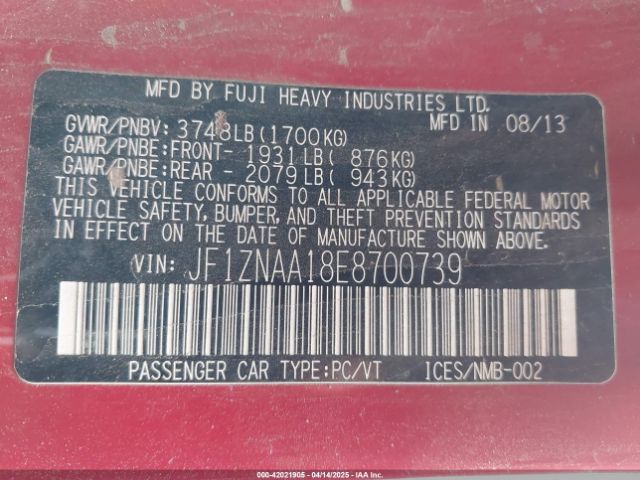 MFD BY FUJI HEAVY INDUSTRIES LTD.
GVWR/PNBV: 3748LB(1700KG) MFD IN 08/13
GAWR/PNBE:FRONT- 1931LB( 876KG)
GAWR/PNBE:REAR - 2079LB( 943KG)
THIS VEHICLE CONFORMS TO ALL APPLICABLE FEDERAL MOTOR
VEHICLE SAFETY, BUMPER, AND THEFT PREVENTION STANDARDS
IN EFFECT ON THE DATE OF MANUFACTURE SHOWN ABOVE.
VIN: JF1ZNAA18E8700739
PASSENGER CAR TYPE:PC/VT ICES/NMB-002
000-42021905 - 04/14/2025 - IAA Inc.